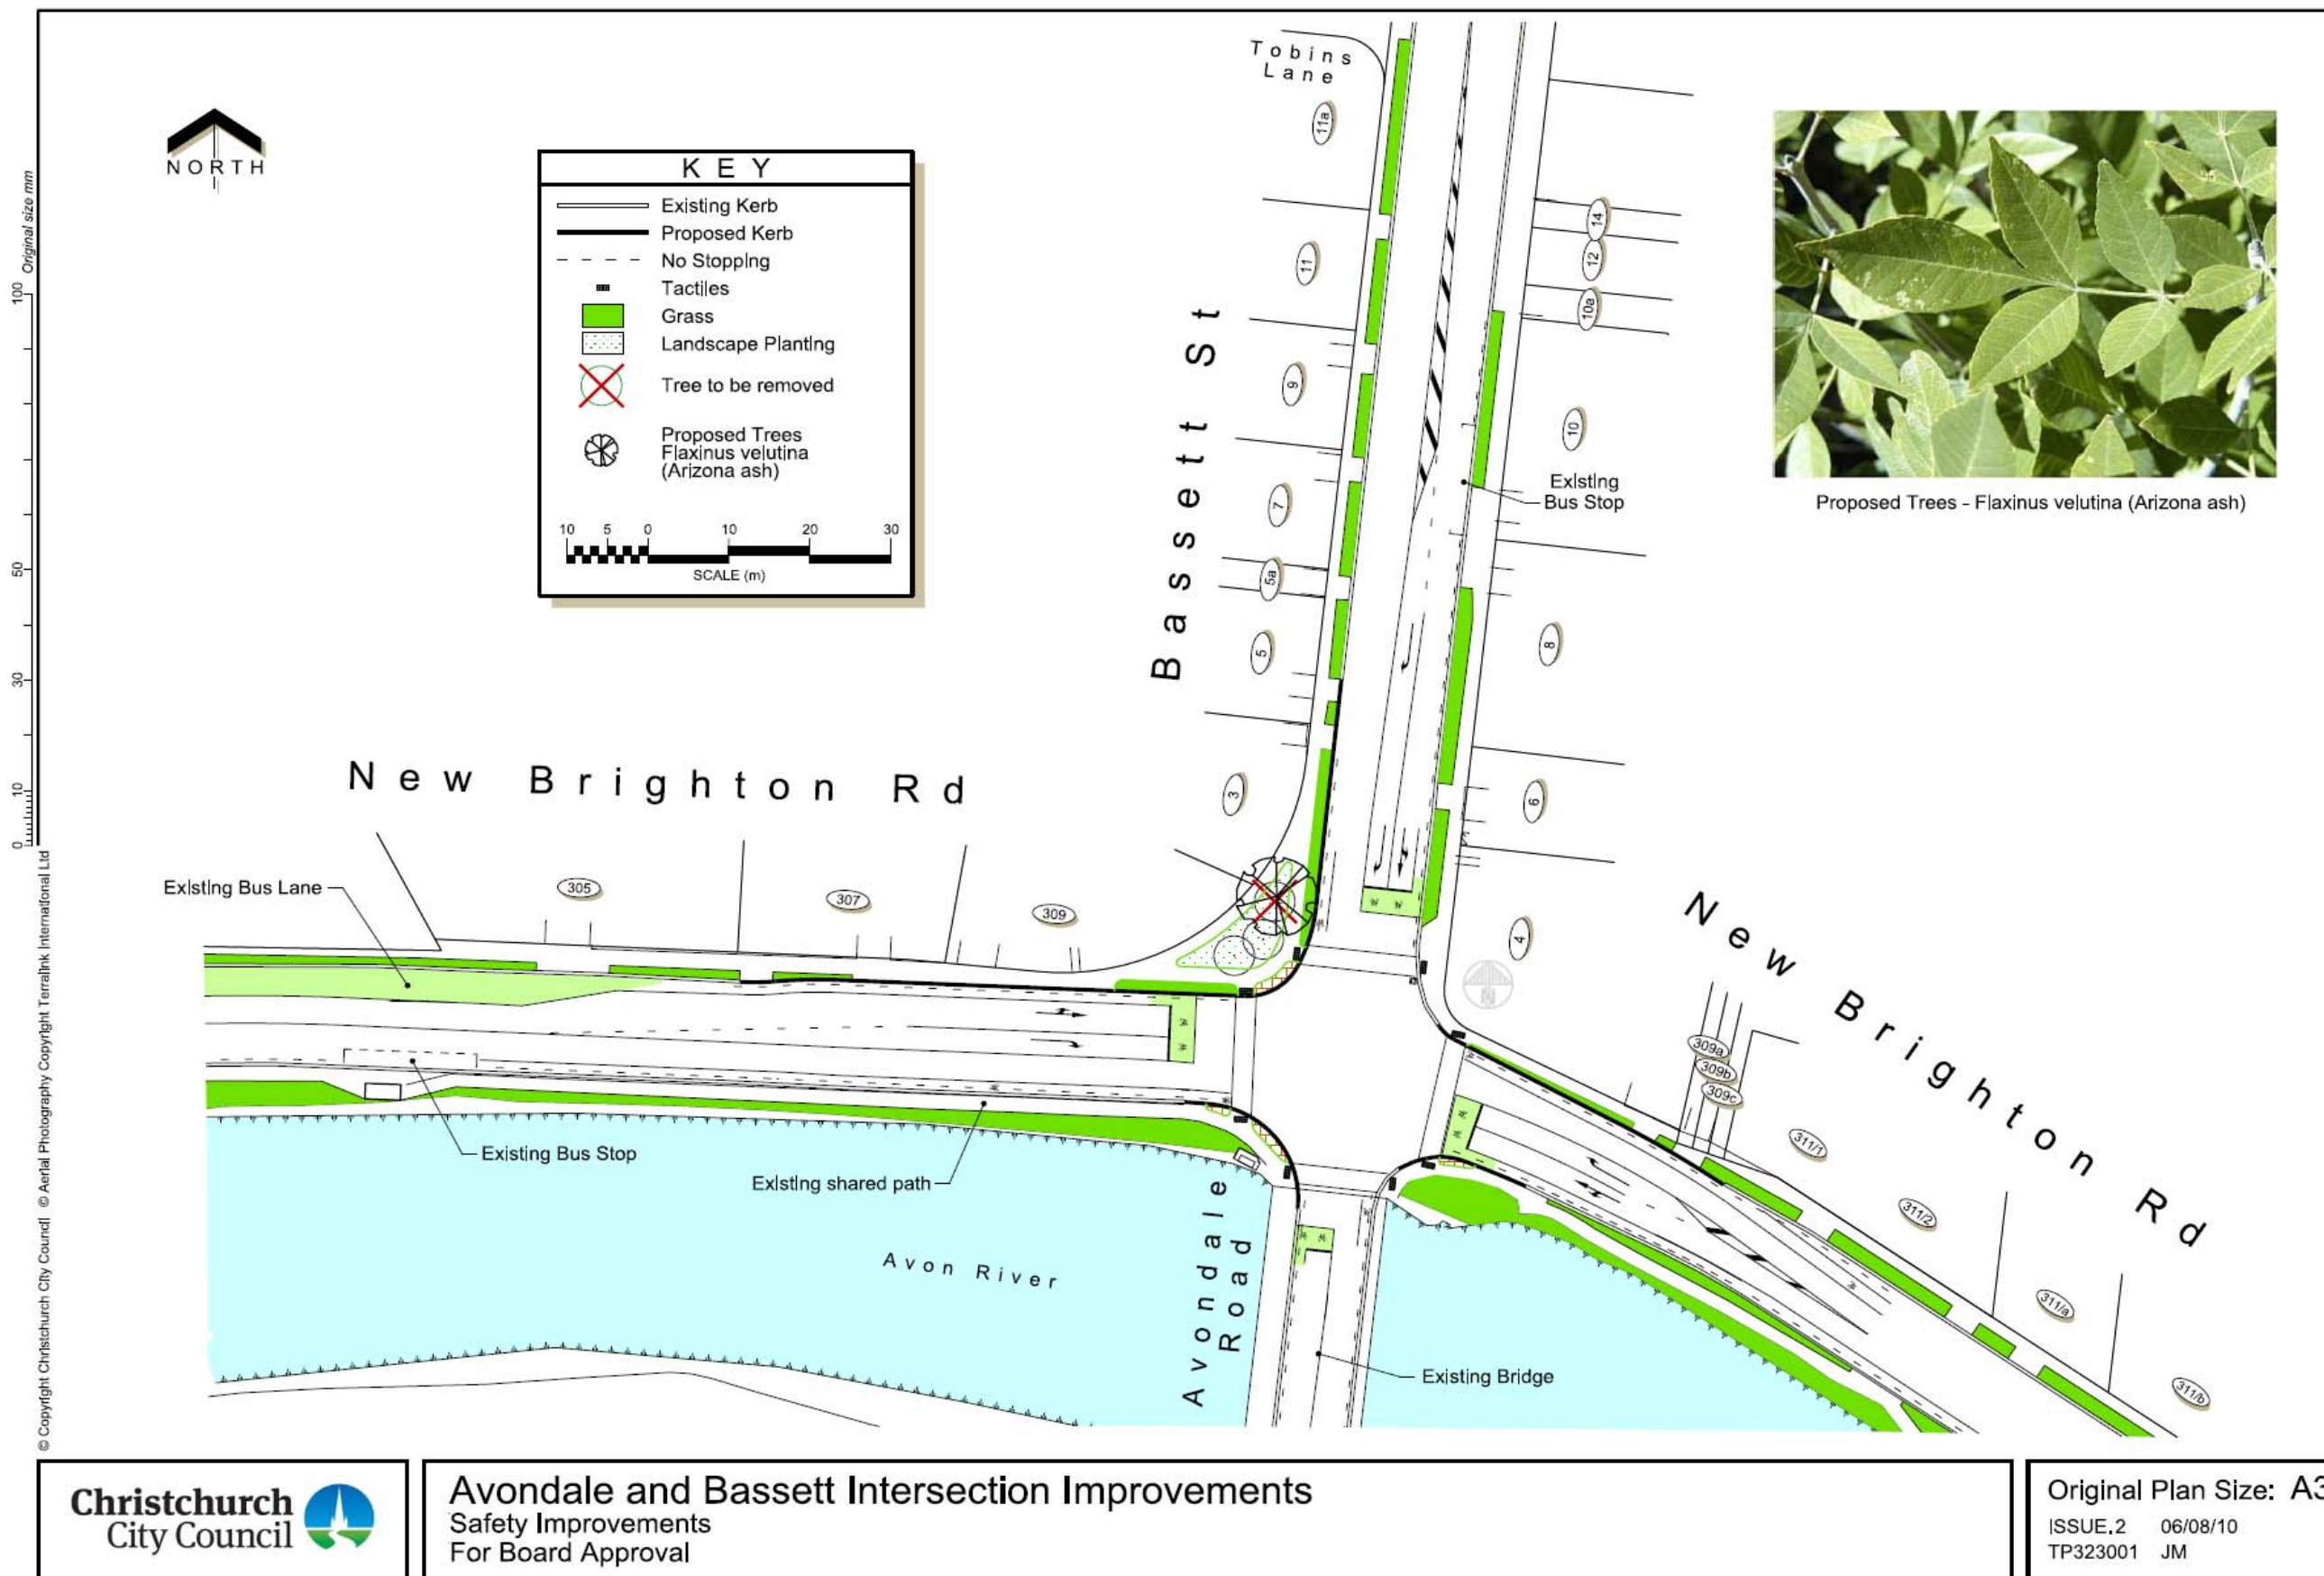 NORTH
Original size mm
100
50
30
10
0
© Copyright Christchurch City Council © Aerial Photography Copyright Terralink International Ltd
KEY
Existing Kerb
Proposed Kerb
No Stopping
Tactiles
Grass
Landscape Planting
Tree to be removed
Proposed Trees
Flaxinus velutina
(Arizona ash)
10 5 0 10 20 30
SCALE (m)
Tobins
Lane
11a
11
9
7
5a
5
3
Bassett St
14
12
10a
10
8
6
4
Existing
Bus Stop
Proposed Trees - Flaxinus velutina (Arizona ash)
New Brighton Rd
Existing Bus Lane
305
307
309
New Brighton Rd
309a
309b
309c
311/1
311/2
311/a
311/b
N
Existing Bus Stop
Existing shared path
Avon River
Avondale
Road
Existing Bridge
Christchurch
City Council
Avondale and Bassett Intersection Improvements
Safety Improvements
For Board Approval
Original Plan Size: A3
ISSUE.2 06/08/10
TP323001 JM